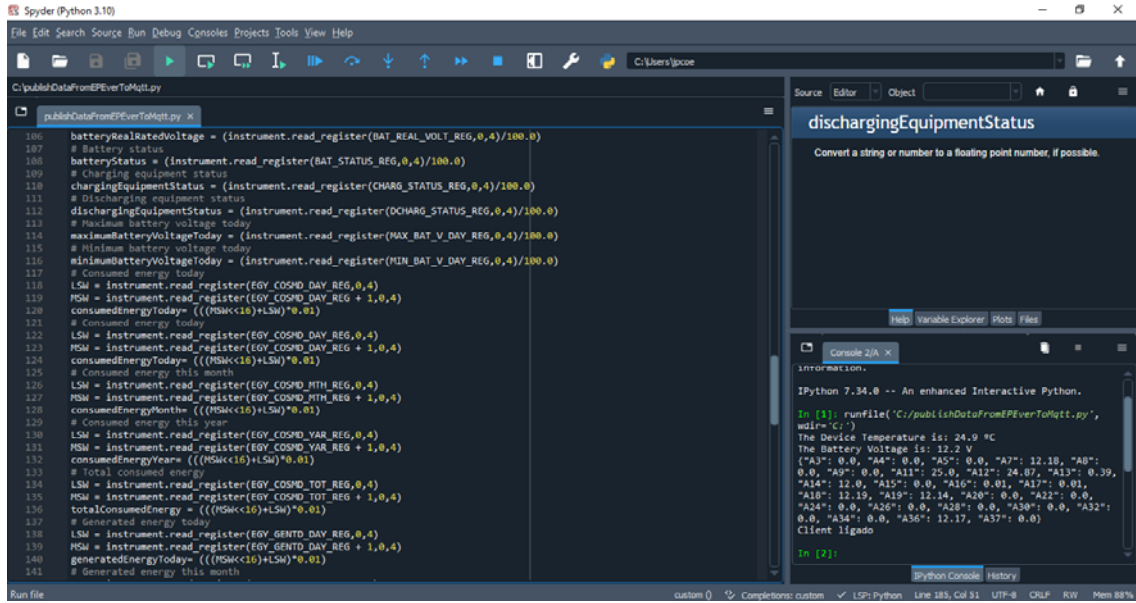 Spyder (Python 3.10)
File Edit Search Source Run Debug Consoles Projects Tools View Help
C:\Users\jpcoe
C:\publishDataFromEPEverToMqtt.py
publishDataFromEPEverToMqtt.py
106 batteryRealRatedVoltage = (instrument.read_register(BAT_REAL_VOLT_REG,0,4)/100.0)
107 # Battery status
108 batteryStatus = (instrument.read_register(BAT_STATUS_REG,0,4)/100.0)
109 # Charging equipment status
110 chargingEquipmentStatus = (instrument.read_register(CHARG_STATUS_REG,0,4)/100.0)
111 # Discharging equipment status
112 dischargingEquipmentStatus = (instrument.read_register(DCHARG_STATUS_REG,0,4)/100.0)
113 # Maximum battery voltage today
114 maximumBatteryVoltageToday = (instrument.read_register(MAX_BAT_V_DAY_REG,0,4)/100.0)
115 # Minimum battery voltage today
116 minimumBatteryVoltageToday = (instrument.read_register(MIN_BAT_V_DAY_REG,0,4)/100.0)
117 # Consumed energy today
118 LSW = instrument.read_register(EGY_COSMD_DAY_REG,0,4)
119 MSW = instrument.read_register(EGY_COSMD_DAY_REG + 1,0,4)
120 consumedEnergyToday= (((MSW<<16)+LSW)*0.01)
121 # Consumed energy today
122 LSW = instrument.read_register(EGY_COSMD_DAY_REG,0,4)
123 MSW = instrument.read_register(EGY_COSMD_DAY_REG + 1,0,4)
124 consumedEnergyToday= (((MSW<<16)+LSW)*0.01)
125 # Consumed energy this month
126 LSW = instrument.read_register(EGY_COSMD_MTH_REG,0,4)
127 MSW = instrument.read_register(EGY_COSMD_MTH_REG + 1,0,4)
128 consumedEnergyMonth= (((MSW<<16)+LSW)*0.01)
129 # Consumed energy this year
130 LSW = instrument.read_register(EGY_COSMD_YAR_REG,0,4)
131 MSW = instrument.read_register(EGY_COSMD_YAR_REG + 1,0,4)
132 consumedEnergyYear= (((MSW<<16)+LSW)*0.01)
133 # Total consumed energy
134 LSW = instrument.read_register(EGY_COSMD_TOT_REG,0,4)
135 MSW = instrument.read_register(EGY_COSMD_TOT_REG + 1,0,4)
136 totalConsumedEnergy = (((MSW<<16)+LSW)*0.01)
137 # Generated energy today
138 LSW = instrument.read_register(EGY_GENTD_DAY_REG,0,4)
139 MSW = instrument.read_register(EGY_GENTD_DAY_REG + 1,0,4)
140 generatedEnergyToday= (((MSW<<16)+LSW)*0.01)
141 # Generated energy this month
Source Editor Object
dischargingEquipmentStatus
Convert a string or number to a floating point number, if possible.
Help Variable Explorer Plots Files
Console 2/A
information.
IPython 7.34.0 -- An enhanced Interactive Python.
In [1]: runfile('C:/publishDataFromEPEverToMqtt.py',
wdir='C:')
The Device Temperature is: 24.9 ºC
The Battery Voltage is: 12.2 V
{"A3": 0.0, "A4": 0.0, "A5": 0.0, "A7": 12.18, "A8":
0.0, "A9": 0.0, "A11": 25.0, "A12": 24.87, "A13": 0.39,
"A14": 12.0, "A15": 0.0, "A16": 0.01, "A17": 0.01,
"A18": 12.19, "A19": 12.14, "A20": 0.0, "A22": 0.0,
"A24": 0.0, "A26": 0.0, "A28": 0.0, "A30": 0.0, "A32":
0.0, "A34": 0.0, "A36": 12.17, "A37": 0.0}
Client ligado
In [2]:
IPython Console History
Run file
custom () Completions: custom ✓ LSP: Python Line 185, Col 51 UTF-8 CRLF RW Mem 88%